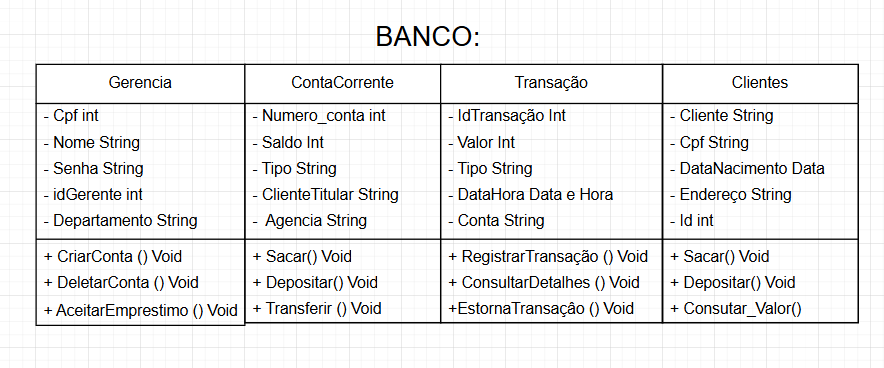 BANCO:
Gerencia
- Cpf int
- Nome String
- Senha String
- idGerente int
- Departamento String
+ CriarConta () Void
+ DeletarConta () Void
+ AceitarEmprestimo () Void
ContaCorrente
- Numero_conta int
- Saldo Int
- Tipo String
- ClienteTitular String
- Agencia String
+ Sacar() Void
+ Depositar() Void
+ Transferir () Void
Transação
- IdTransação Int
- Valor Int
- Tipo String
- DataHora Data e Hora
- Conta String
+ RegistrarTransação () Void
+ ConsultarDetalhes () Void
+EstornaTransaçâo () Void
Clientes
- Cliente String
- Cpf String
- DataNacimento Data
- Endereço String
- Id int
+ Sacar() Void
+ Depositar() Void
+ Consutar_Valor()